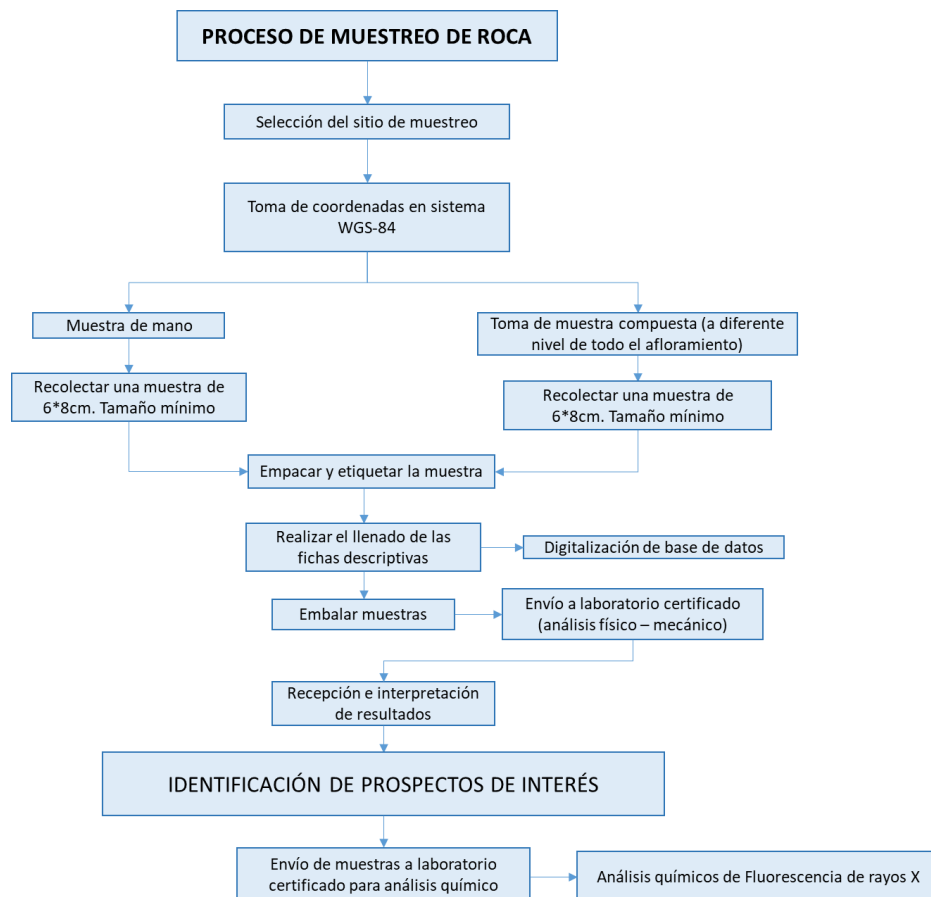 PROCESO DE MUESTREO DE ROCA
Selección del sitio de muestreo
Toma de coordenadas en sistema
WGS-84
Muestra de mano
Toma de muestra compuesta (a diferente
nivel de todo el afloramiento)
Recolectar una muestra de
6*8cm. Tamaño mínimo
Recolectar una muestra de
6*8cm. Tamaño mínimo
Empacar y etiquetar la muestra
Realizar el llenado de las
fichas descriptivas
Digitalización de base de datos
Embalar muestras
Envío a laboratorio certificado
(análisis físico – mecánico)
Recepción e interpretación
de resultados
IDENTIFICACIÓN DE PROSPECTOS DE INTERÉS
Envío de muestras a laboratorio
certificado para análisis químico
Análisis químicos de Fluorescencia de rayos X